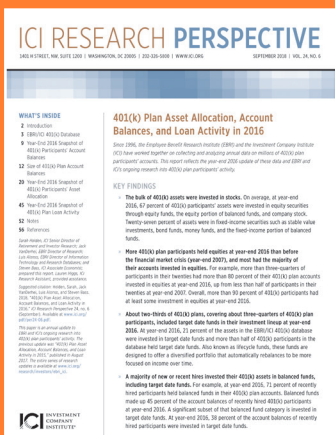 ICI RESEARCH PERSPECTIVE
1401 H STREET, NW, SUITE 1200 | WASHINGTON, DC 20005 | 202-326-5800 | WWW.ICI.ORG
SEPTEMBER 2018 | VOL. 24, NO. 6
WHAT'S INSIDE
2 Introduction
3 EBRI/ICI 401(k) Database
9 Year-End 2016 Snapshot of
401(k) Participants' Account
Balances
12 Size of 401(k) Plan Account
Balances
20 Year-End 2016 Snapshot of
401(k) Participants' Asset
Allocation
45 Year-End 2016 Snapshot of
401(k) Plan Loan Activity
52 Notes
56 References
401(k) Plan Asset Allocation, Account
Balances, and Loan Activity in 2016
Since 1996, the Employee Benefit Research Institute (EBRI) and the Investment Company Institute
(ICI) have worked together on collecting and analyzing annual data on millions of 401(k) plan
participants' accounts. This report reflects the year-end 2016 update of these data and EBRI and
ICI's ongoing research into 401(k) plan participants' activity.
KEY FINDINGS
» The bulk of 401(k) assets were invested in stocks. On average, at year-end
2016, 67 percent of 401(k) participants' assets were invested in equity securities
through equity funds, the equity portion of balanced funds, and company stock.
Twenty-seven percent of assets were in fixed-income securities such as stable value
investments, bond funds, money funds, and the fixed-income portion of balanced
funds.
» More 401(k) plan participants held equities at year-end 2016 than before
the financial market crisis (year-end 2007), and most had the majority of
their accounts invested in equities. For example, more than three-quarters of
participants in their twenties had more than 80 percent of their 401(k) plan accounts
invested in equities at year-end 2016, up from less than half of participants in their
twenties at year-end 2007. Overall, more than 90 percent of 401(k) participants had
at least some investment in equities at year-end 2016.
» About two-thirds of 401(k) plans, covering about three-quarters of 401(k) plan
participants, included target date funds in their investment lineup at year-end
2016. At year-end 2016, 21 percent of the assets in the EBRI/ICI 401(k) database
were invested in target date funds and more than half of 401(k) participants in the
database held target date funds. Also known as lifecycle funds, these funds are
designed to offer a diversified portfolio that automatically rebalances to be more
focused on income over time.
» A majority of new or recent hires invested their 401(k) assets in balanced funds,
including target date funds. For example, at year-end 2016, 71 percent of recently
hired participants held balanced funds in their 401(k) plan accounts. Balanced funds
made up 45 percent of the account balances of recently hired 401(k) participants
at year-end 2016. A significant subset of that balanced fund category is invested in
target date funds. At year-end 2016, 38 percent of the account balances of recently
hired participants were invested in target date funds.
ICI
INVESTMENT
COMPANY
INSTITUTE